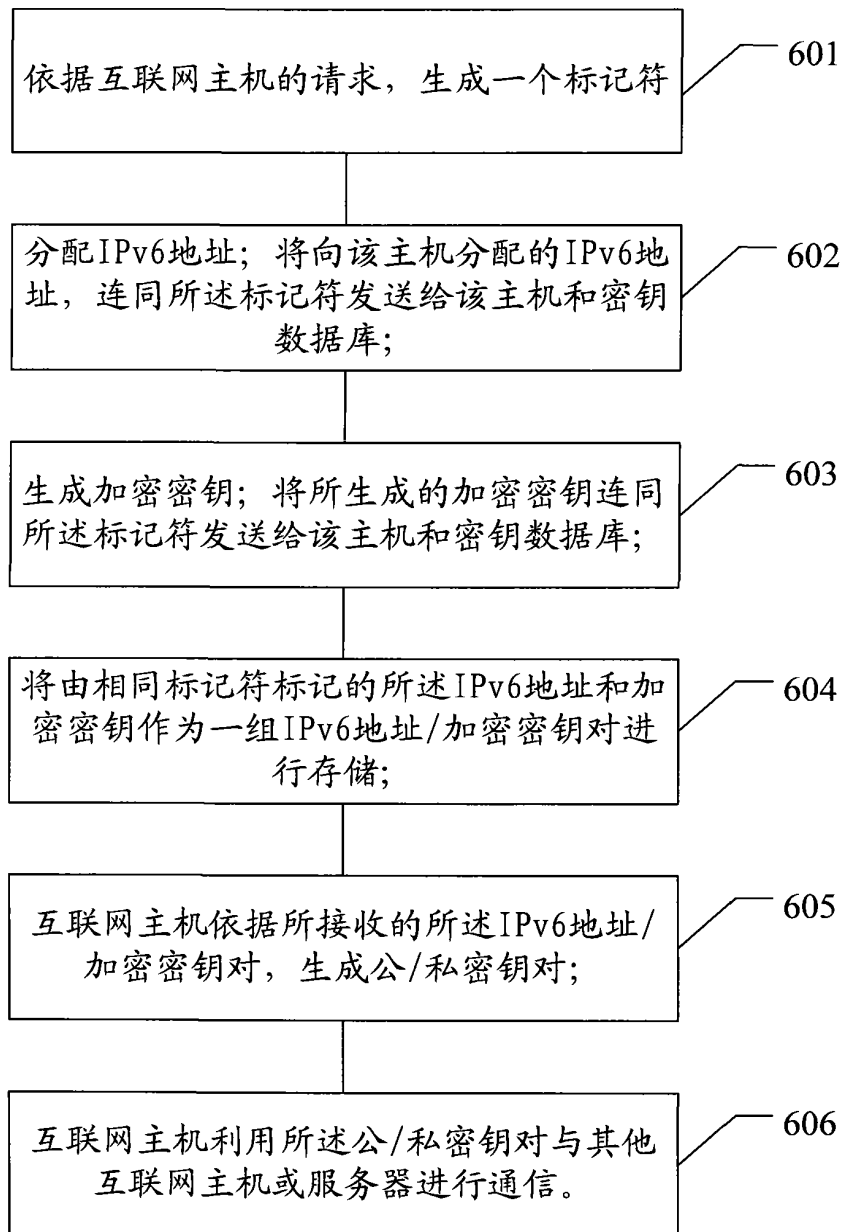 依据互联网主机的请求，生成一个标记符
601
分配IPv6地址；将向该主机分配的IPv6地
址，连同所述标记符发送给该主机和密钥
数据库；
602
生成加密密钥；将所生成的加密密钥连同
所述标记符发送给该主机和密钥数据库；
603
将由相同标记符标记的所述IPv6地址和加
密密钥作为一组IPv6地址/加密密钥对进
行存储；
604
互联网主机依据所接收的所述IPv6地址/
加密密钥对，生成公/私密钥对；
605
互联网主机利用所述公/私密钥对与其他
互联网主机或服务器进行通信。
606